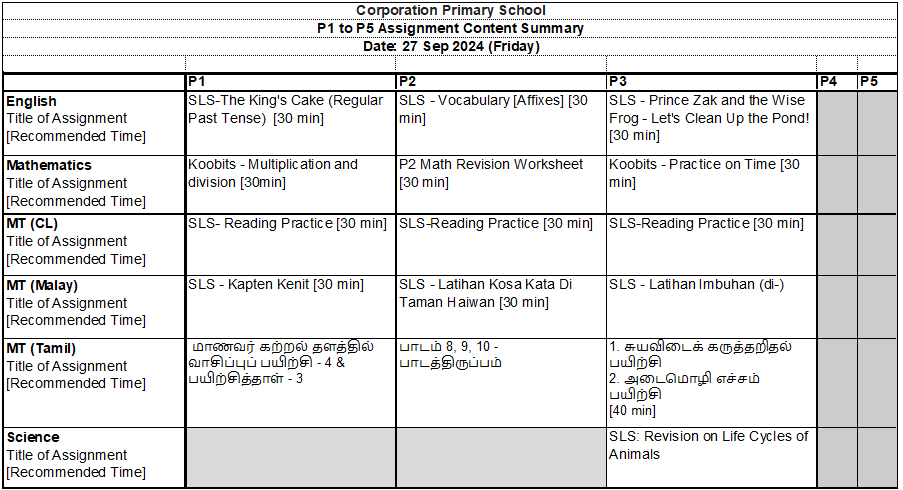 Corporation Primary School
P1 to P5 Assignment Content Summary
Date: 27 Sep 2024 (Friday)
P1 P2 P3 P4 P5
English
Title of Assignment
[Recommended Time]
SLS-The King's Cake (Regular
Past Tense) [30 min]
SLS - Vocabulary [Affixes] [30
min]
SLS - Prince Zak and the Wise
Frog - Let's Clean Up the Pond!
[30 min]
Mathematics
Title of Assignment
[Recommended Time]
Koobits - Multiplication and
division [30min]
P2 Math Revision Worksheet
[30 min]
Koobits - Practice on Time [30
min]
MT (CL)
Title of Assignment
[Recommended Time]
SLS- Reading Practice [30 min]
SLS-Reading Practice [30 min]
SLS-Reading Practice [30 min]
MT (Malay)
Title of Assignment
[Recommended Time]
SLS - Kapten Kenit [30 min]
SLS - Latihan Kosa Kata Di
Taman Haiwan [30 min]
SLS - Latihan Imbuhan (di-)
MT (Tamil)
Title of Assignment
[Recommended Time]
மாணவர் கற்றல் தளத்தில்
வாசிப்புப் பயிற்சி - 4 &
பயிற்சித்தாள் - 3
பாடம் 8, 9, 10 -
பாடத்திருப்பம்
1. சுயவிடைக் கருத்தறிதல்
பயிற்சி
2. அடைமொழி எச்சம்
பயிற்சி
[40 min]
Science
Title of Assignment
[Recommended Time]
SLS: Revision on Life Cycles of
Animals